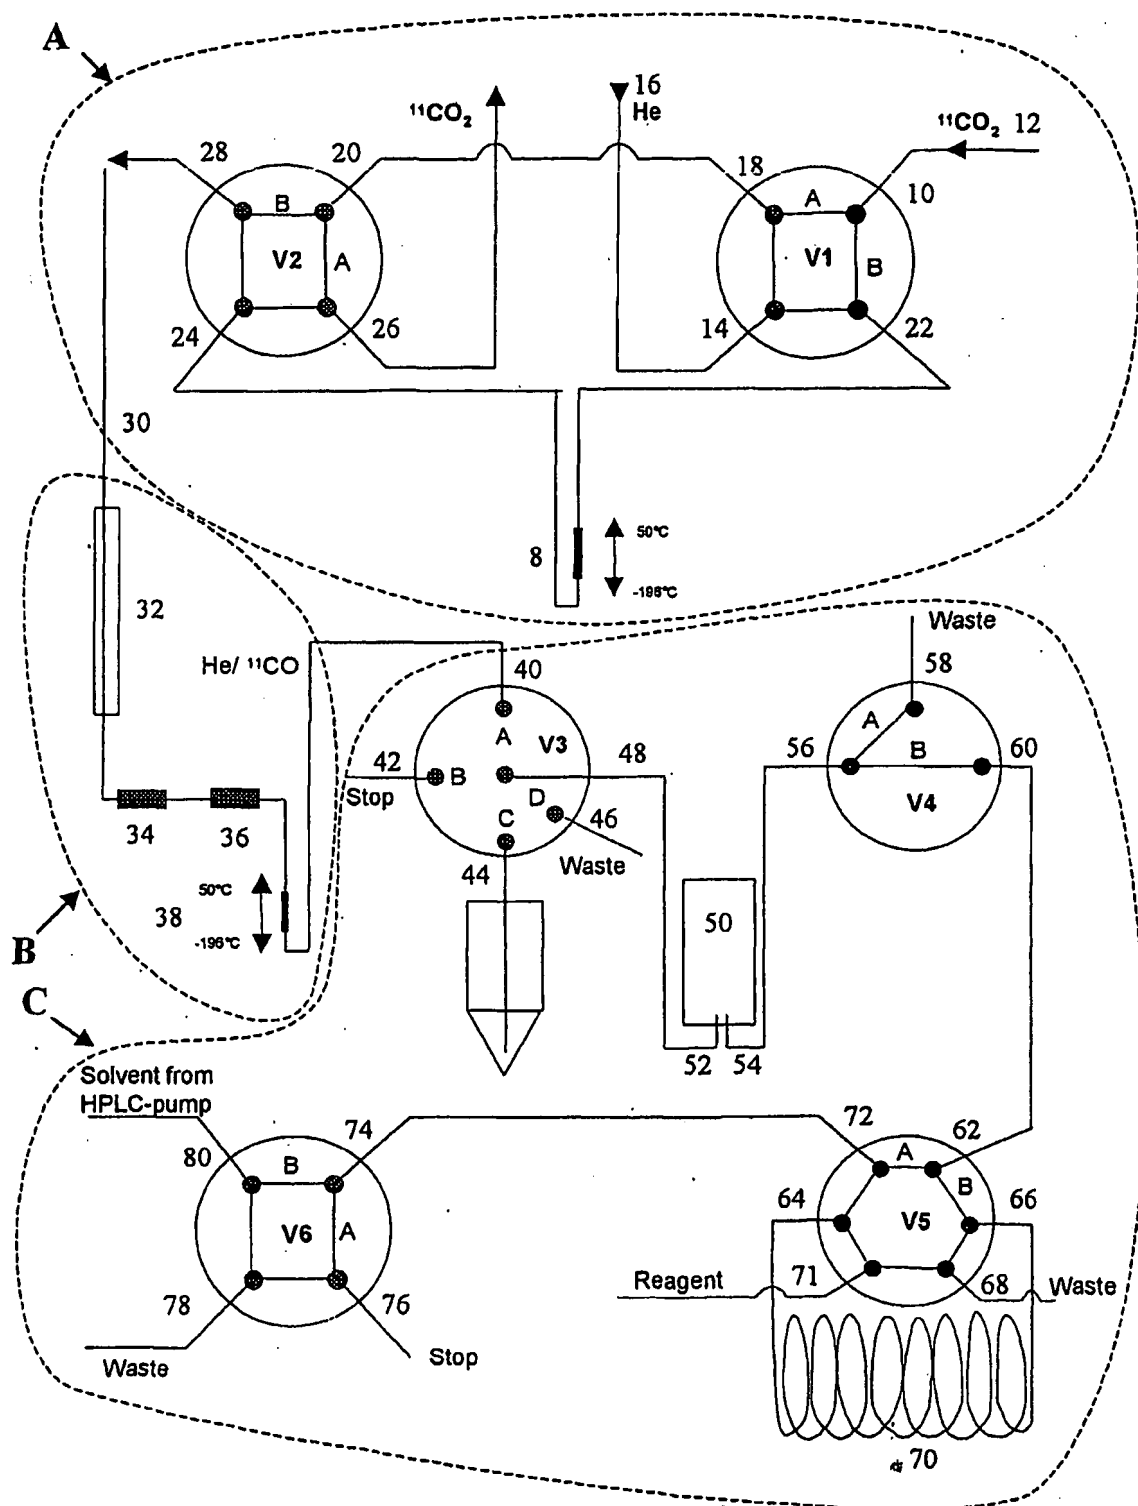 A
16
He
¹¹CO₂
¹¹CO₂ 12
28
20
18
10
B
A
V2
A
V1
B
24
26
14
22
30
8
50℃
-196℃
32
Waste
He/ ¹¹CO
40
58
A
V3
48
56
A
B
60
42
B
Stop
D
V4
C
46
34
36
44
Waste
50℃
38
-196℃
50
B
C
52
54
Solvent from
HPLC-pump
74
72
62
80
B
A
B
64
66
V6
A
V5
Reagent
71
68
Waste
78
76
Waste
Stop
70